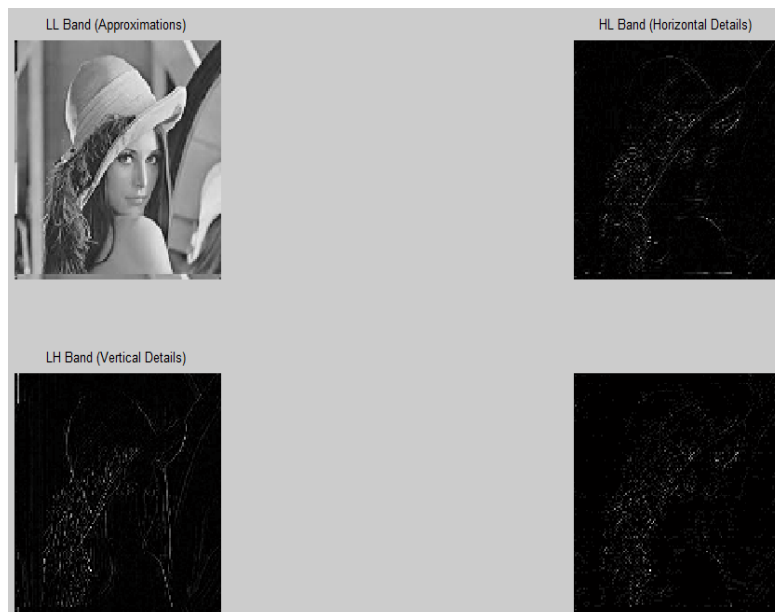 LL Band (Approximations)
HL Band (Horizontal Details)
LH Band (Vertical Details)